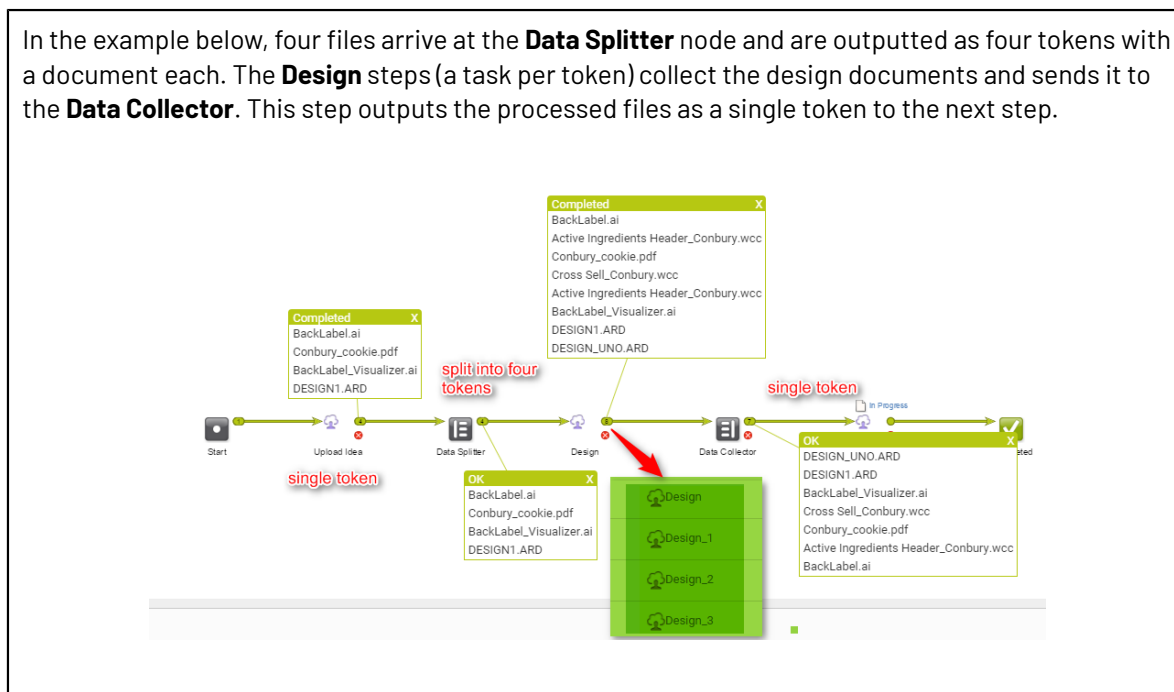 In the example below, four files arrive at the Data Splitter node and are outputted as four tokens with
a document each. The Design steps (a task per token) collect the design documents and sends it to
the Data Collector. This step outputs the processed files as a single token to the next step.
Completed X
BackLabel.ai
Active Ingredients Header_Conbury.wcc
Conbury_cookie.pdf
Cross Sell_Conbury.wcc
Active Ingredients Header_Conbury.wcc
BackLabel_Visualizer.ai
DESIGN1.ARD
DESIGN_UNO.ARD
Completed X
BackLabel.ai
Conbury_cookie.pdf
BackLabel_Visualizer.ai
DESIGN1.ARD
split into four
tokens
single token
In Progress
1
4
4
8
7
Start
Upload Idea
Data Splitter
Design
Data Collector
eted
single token
OK X
BackLabel.ai
Conbury_cookie.pdf
BackLabel_Visualizer.ai
DESIGN1.ARD
Design
Design_1
Design_2
Design_3
OK X
DESIGN_UNO.ARD
DESIGN1.ARD
BackLabel_Visualizer.ai
Cross Sell_Conbury.wcc
Conbury_cookie.pdf
Active Ingredients Header_Conbury.wcc
BackLabel.ai